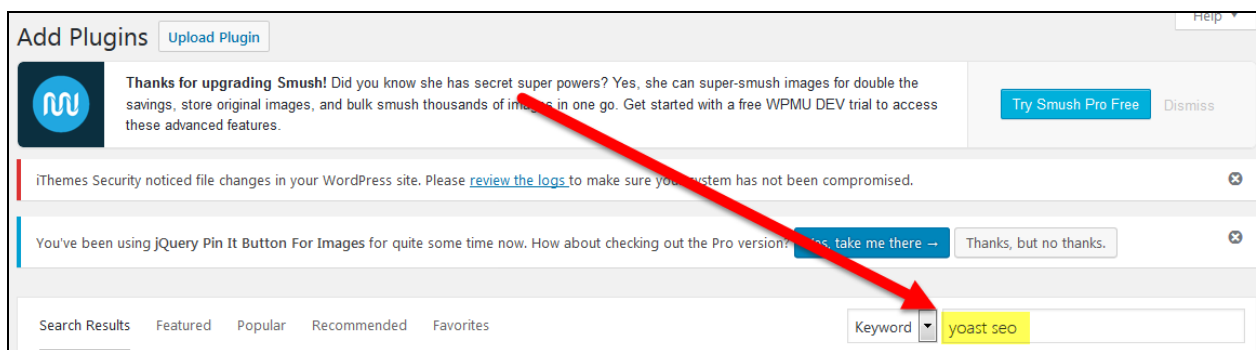 Help
Add Plugins Upload Plugin
Thanks for upgrading Smush! Did you know she has secret super powers? Yes, she can super-smush images for double the
savings, store original images, and bulk smush thousands of images in one go. Get started with a free WPMU DEV trial to access
these advanced features.
Try Smush Pro Free Dismiss
iThemes Security noticed file changes in your WordPress site. Please review the logs to make sure your system has not been compromised.
You've been using jQuery Pin It Button For Images for quite some time now. How about checking out the Pro version? Yes, take me there → Thanks, but no thanks.
Search Results Featured Popular Recommended Favorites Keyword yoast seo